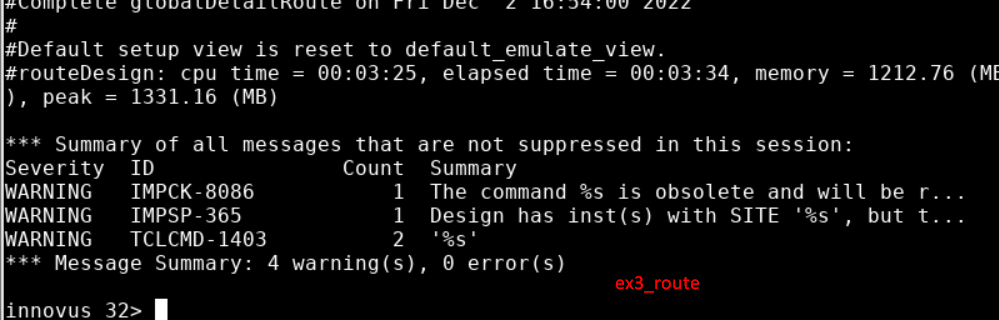 #Complete globalDetailRoute on Fri Dec  2 16:54:00 2022
#
#Default setup view is reset to default_emulate_view.
#routeDesign: cpu time = 00:03:25, elapsed time = 00:03:34, memory = 1212.76 (MB
), peak = 1331.16 (MB)
*** Summary of all messages that are not suppressed in this session:
Severity  ID               Count  Summary
WARNING   IMPCK-8086           1  The command %s is obsolete and will be r...
WARNING   IMPSP-365            1  Design has inst(s) with SITE '%s', but t...
WARNING   TCLCMD-1403          2  '%s'
*** Message Summary: 4 warning(s), 0 error(s)
ex3_route
innovus 32>